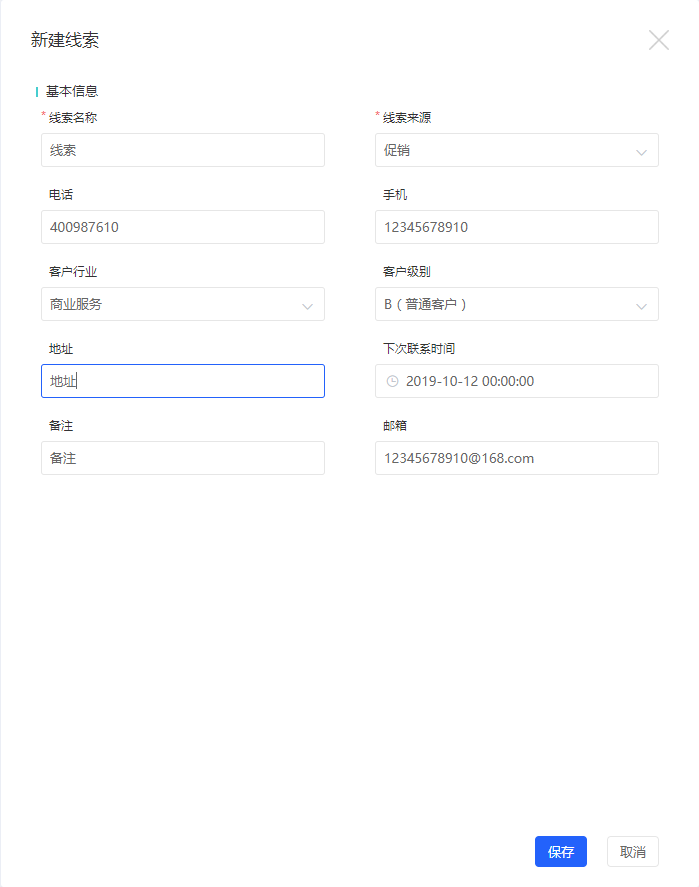 新建线索
基本信息
* 线索名称
* 线索来源
线索
促销
电话
手机
400987610
12345678910
客户行业
客户级别
商业服务
B（普通客户）
地址
下次联系时间
地址
2019-10-12 00:00:00
备注
邮箱
备注
12345678910@168.com
保存
取消